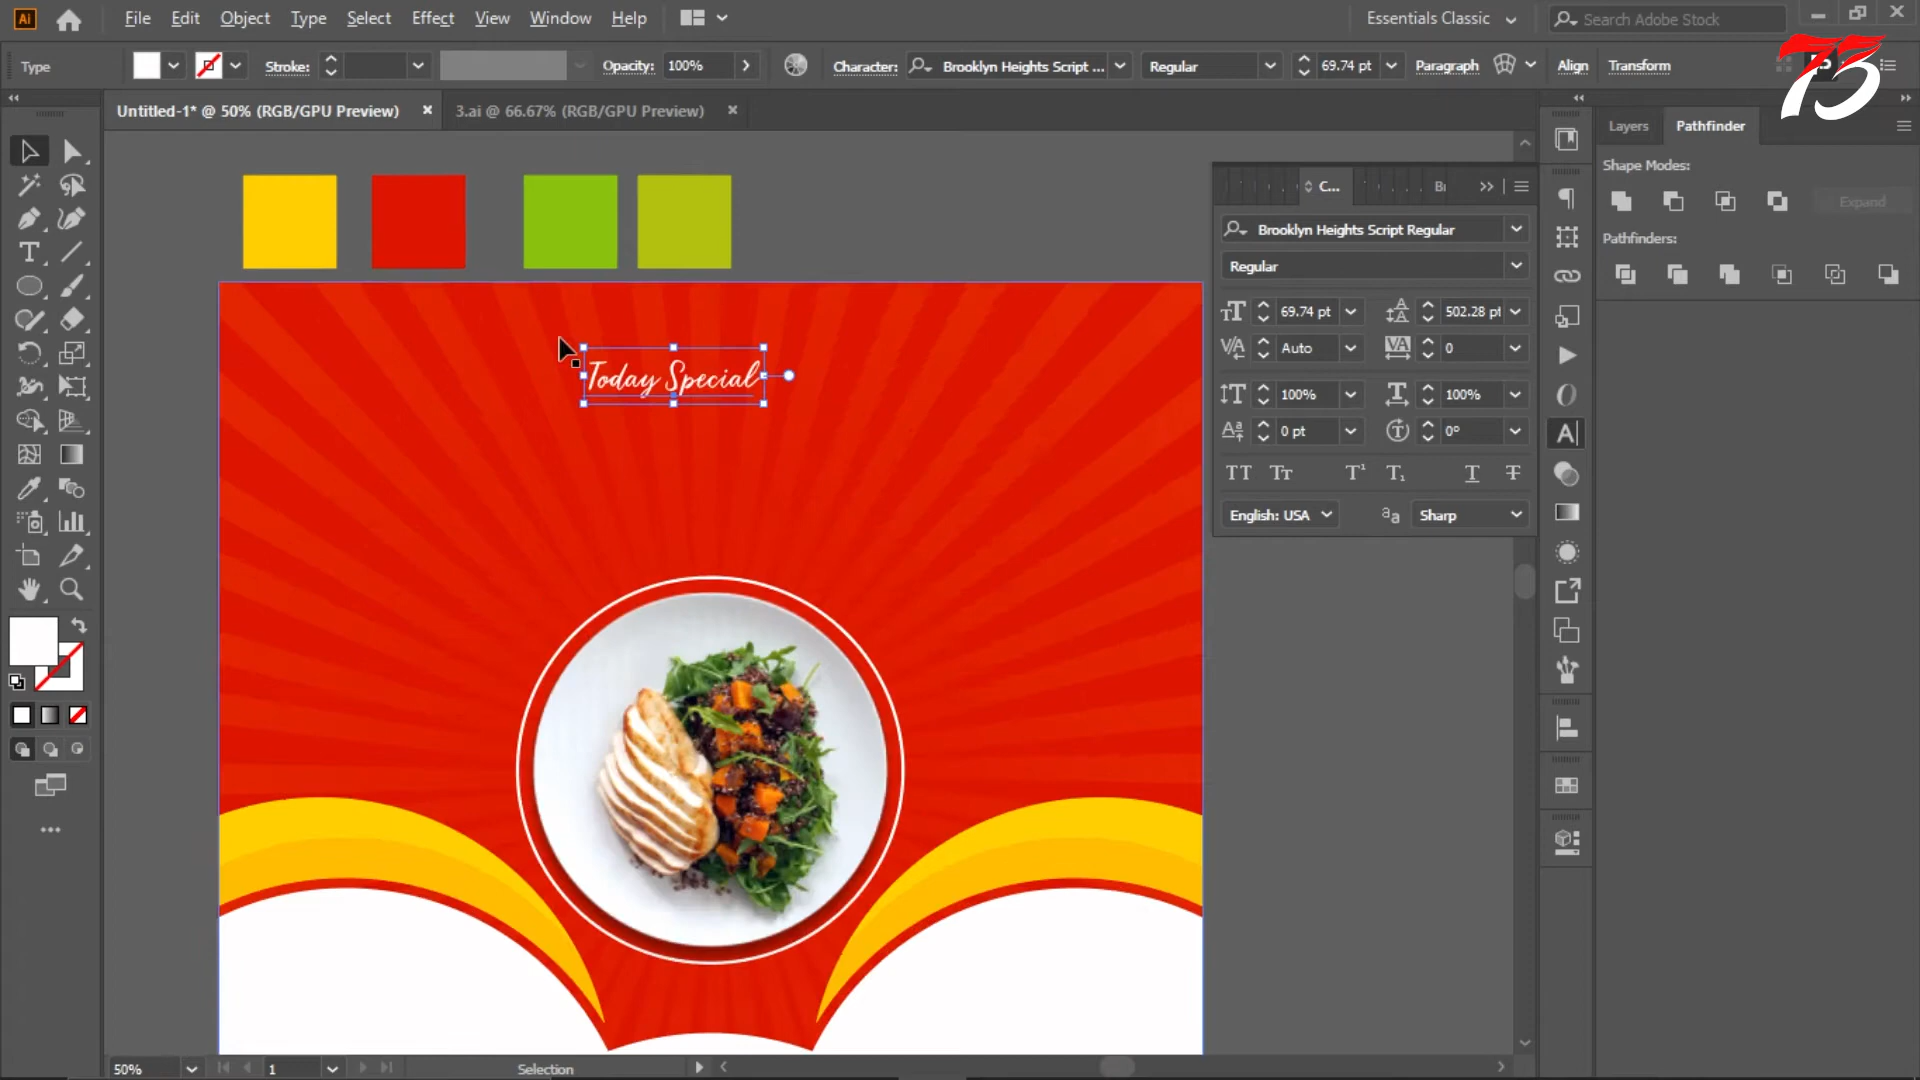 Ai File Edit Object Type Select Effect View Window Help Essentials Classic Search Adobe Stock
Type Stroke: Opacity: 100% Character: Brooklyn Heights Script ... Regular 69.74 pt Paragraph Align Transform
73
Untitled-1* @ 50% (RGB/GPU Preview) × 3.ai @ 66.67% (RGB/GPU Preview) ×
Layers Pathfinder
Shape Modes:
Expand
Pathfinders:
C... Br
Brooklyn Heights Script Regular
Regular
69.74 pt 502.28 pt
Auto 0
100% 100%
0 pt 0°
English: USA Sharp
Today Special
50% 1 Selection